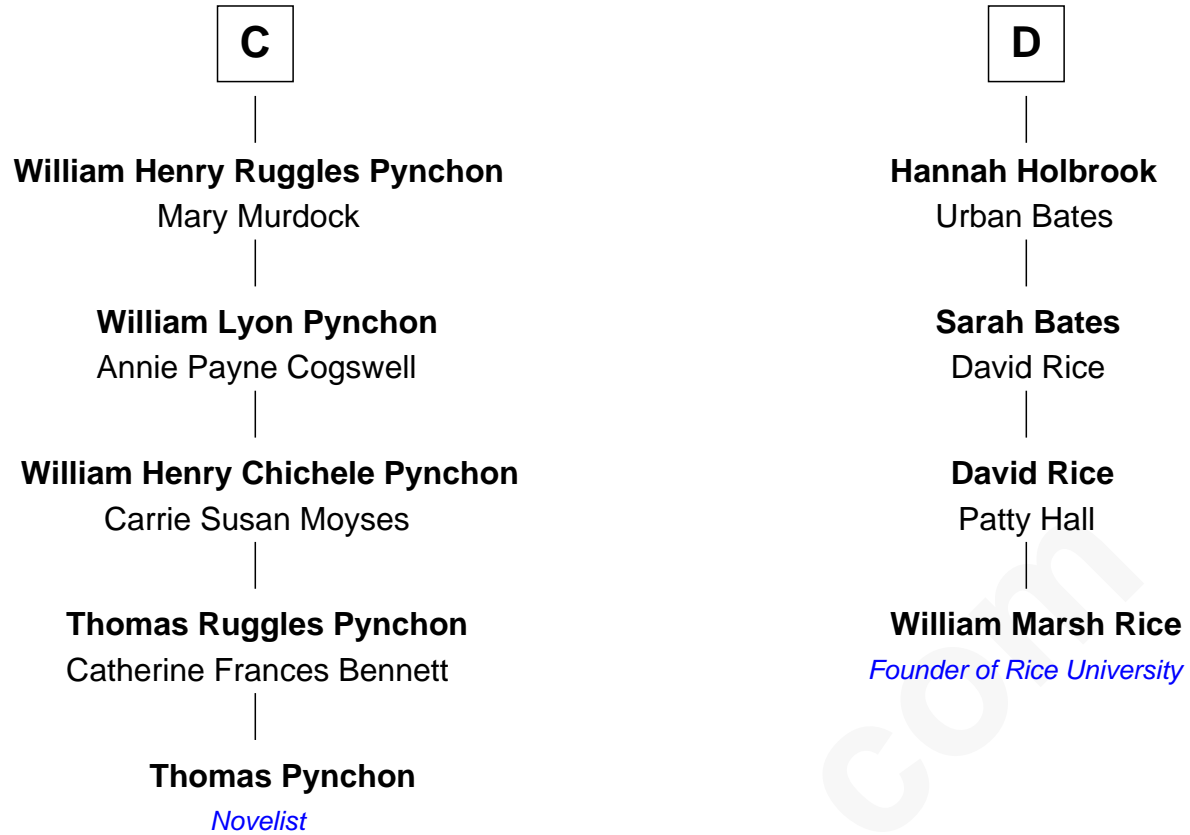 C
William Henry Ruggles Pynchon
Mary Murdock
William Lyon Pynchon
Annie Payne Cogswell
William Henry Chichele Pynchon
Carrie Susan Moyses
Thomas Ruggles Pynchon
Catherine Frances Bennett
Thomas Pynchon
Novelist
D
Hannah Holbrook
Urban Bates
Sarah Bates
David Rice
David Rice
Patty Hall
William Marsh Rice
Founder of Rice University
com